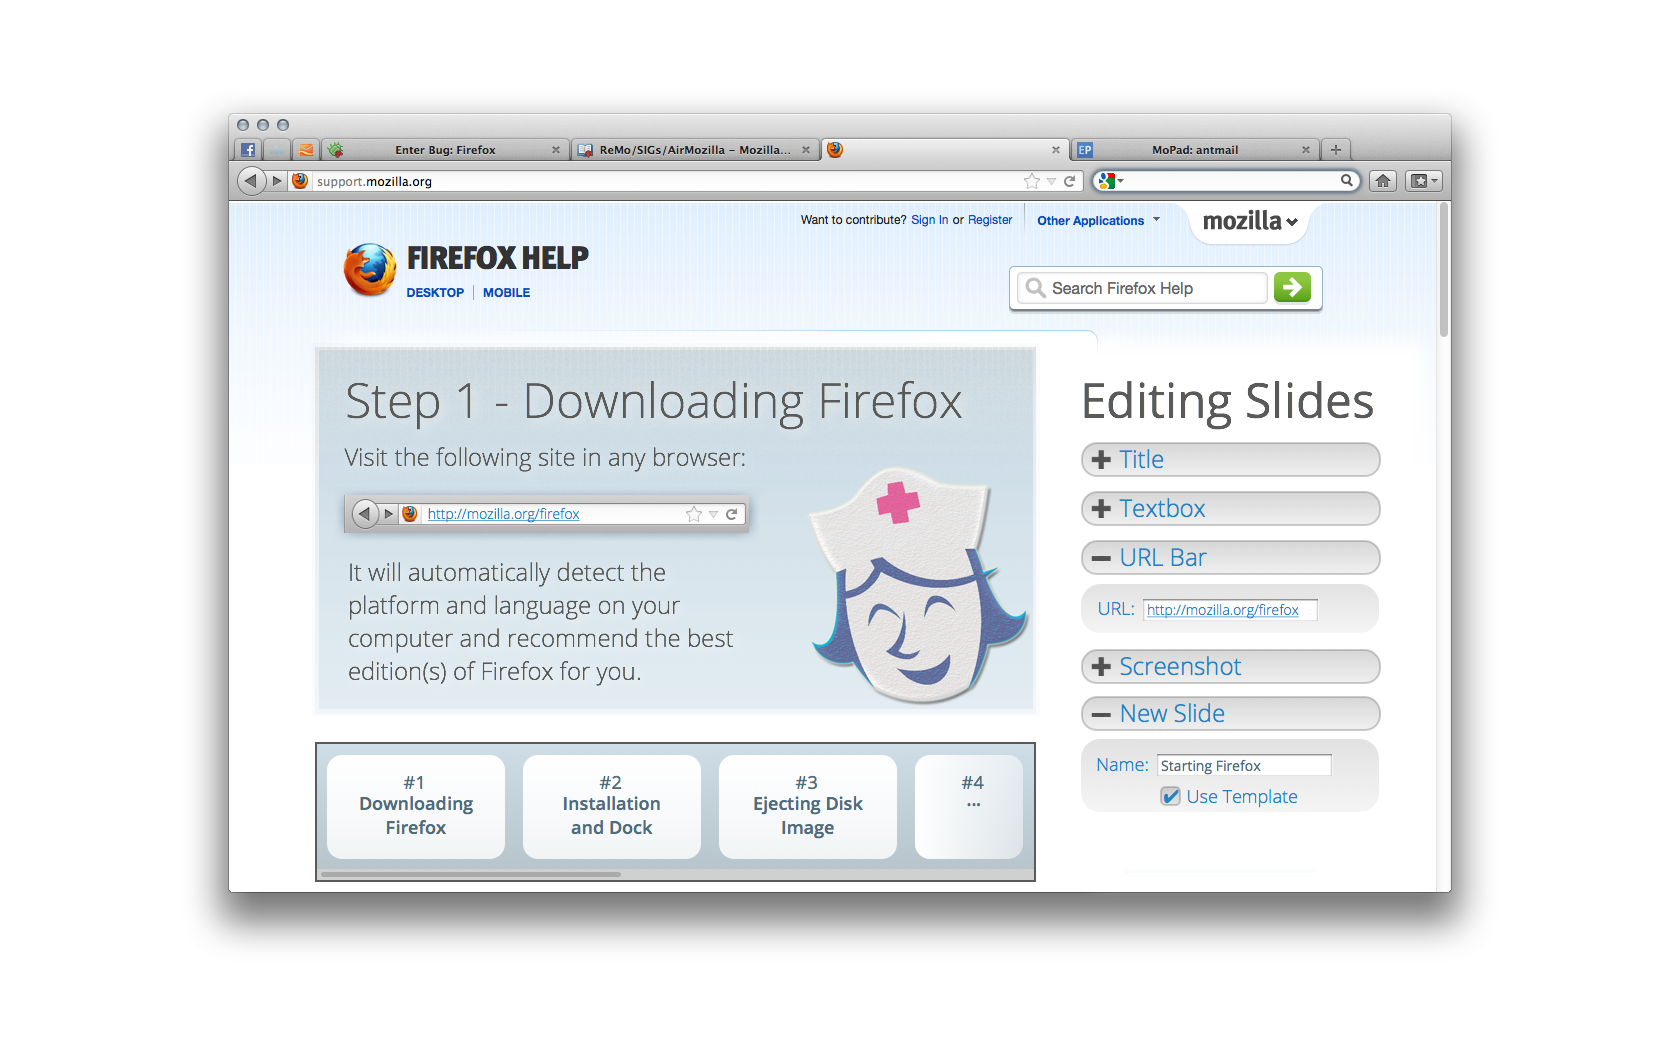 Enter Bug: Firefox
ReMo/SIGs/AirMozilla – Mozilla...
EP
MoPad: antmail
support.mozilla.org
Want to contribute? Sign In or Register
Other Applications
mozilla
FIREFOX HELP
DESKTOP | MOBILE
Search Firefox Help
Step 1 - Downloading Firefox
Visit the following site in any browser:
http://mozilla.org/firefox
It will automatically detect the
platform and language on your
computer and recommend the best
edition(s) of Firefox for you.
#1
Downloading
Firefox
#2
Installation
and Dock
#3
Ejecting Disk
Image
#4
...
Editing Slides
Title
Textbox
URL Bar
URL: http://mozilla.org/firefox
Screenshot
New Slide
Name: Starting Firefox
Use Template